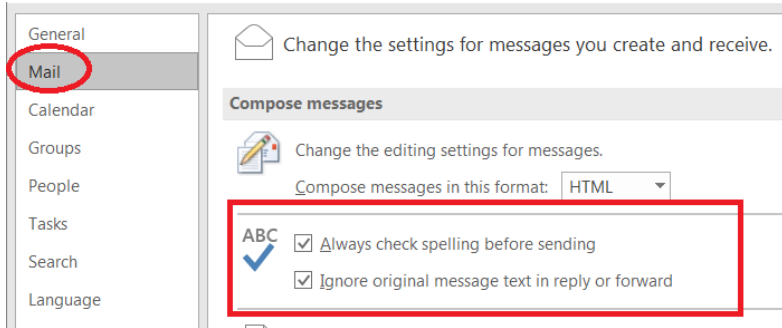 General
Mail
Calendar
Groups
People
Tasks
Search
Language
Change the settings for messages you create and receive.
Compose messages
Change the editing settings for messages.
Compose messages in this format: HTML
ABC
Always check spelling before sending
Ignore original message text in reply or forward